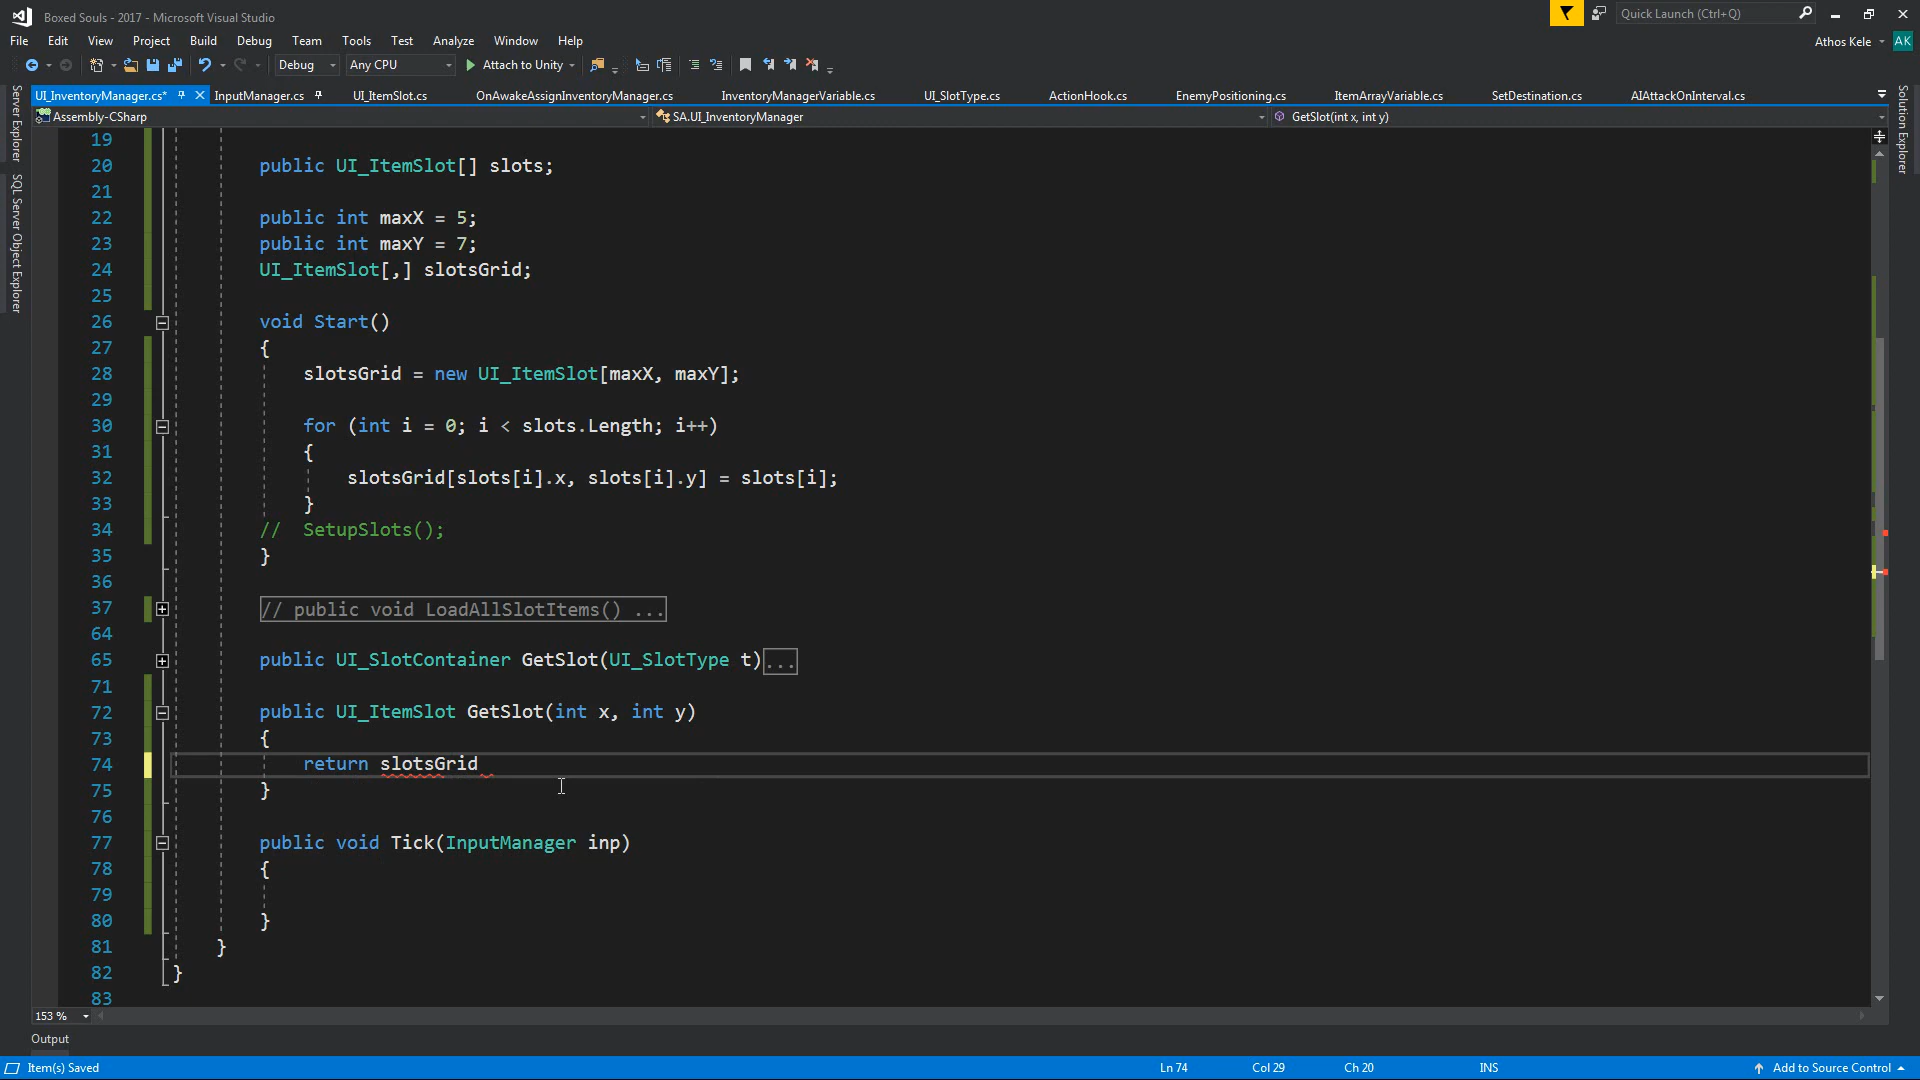 Boxed Souls - 2017 - Microsoft Visual Studio
Quick Launch (Ctrl+Q)
File Edit View Project Build Debug Team Tools Test Analyze Window Help
Athos Kele AK
Debug Any CPU Attach to Unity
UI_InventoryManager.cs* InputManager.cs UI_ItemSlot.cs OnAwakeAssignInventoryManager.cs InventoryManagerVariable.cs UI_SlotType.cs ActionHook.cs EnemyPositioning.cs ItemArrayVariable.cs SetDestination.cs AIAttackOnInterval.cs
Assembly-CSharp SA.UI_InventoryManager GetSlot(int x, int y)
Server Explorer
SQL Server Object Explorer
Solution Explorer
19
20 public UI_ItemSlot[] slots;
21
22 public int maxX = 5;
23 public int maxY = 7;
24 UI_ItemSlot[,] slotsGrid;
25
26 void Start()
27 {
28 slotsGrid = new UI_ItemSlot[maxX, maxY];
29
30 for (int i = 0; i < slots.Length; i++)
31 {
32 slotsGrid[slots[i].x, slots[i].y] = slots[i];
33 }
34 // SetupSlots();
35 }
36
37 // public void LoadAllSlotItems() ...
64
65 public UI_SlotContainer GetSlot(UI_SlotType t)...
71
72 public UI_ItemSlot GetSlot(int x, int y)
73 {
74 return slotsGrid
75 }
76
77 public void Tick(InputManager inp)
78 {
79
80 }
81 }
82 }
83
153 %
Output
Item(s) Saved Ln 74 Col 29 Ch 20 INS Add to Source Control